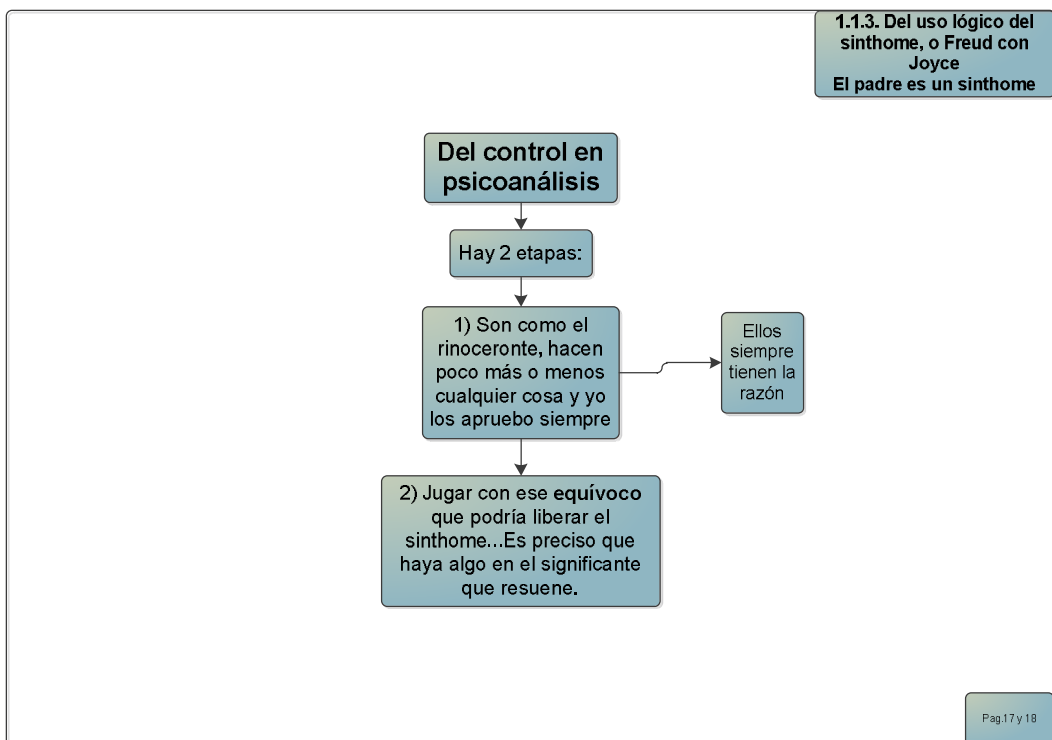 1.1.3. Del uso lógico del
sinthome, o Freud con
Joyce
El padre es un sinthome
Del control en
psicoanálisis
Hay 2 etapas:
1) Son como el
rinoceronte, hacen
poco más o menos
cualquier cosa y yo
los apruebo siempre
Ellos
siempre
tienen la
razón
2) Jugar con ese equívoco
que podría liberar el
sinthome...Es preciso que
haya algo en el significante
que resuene.
Pag.17 y 18